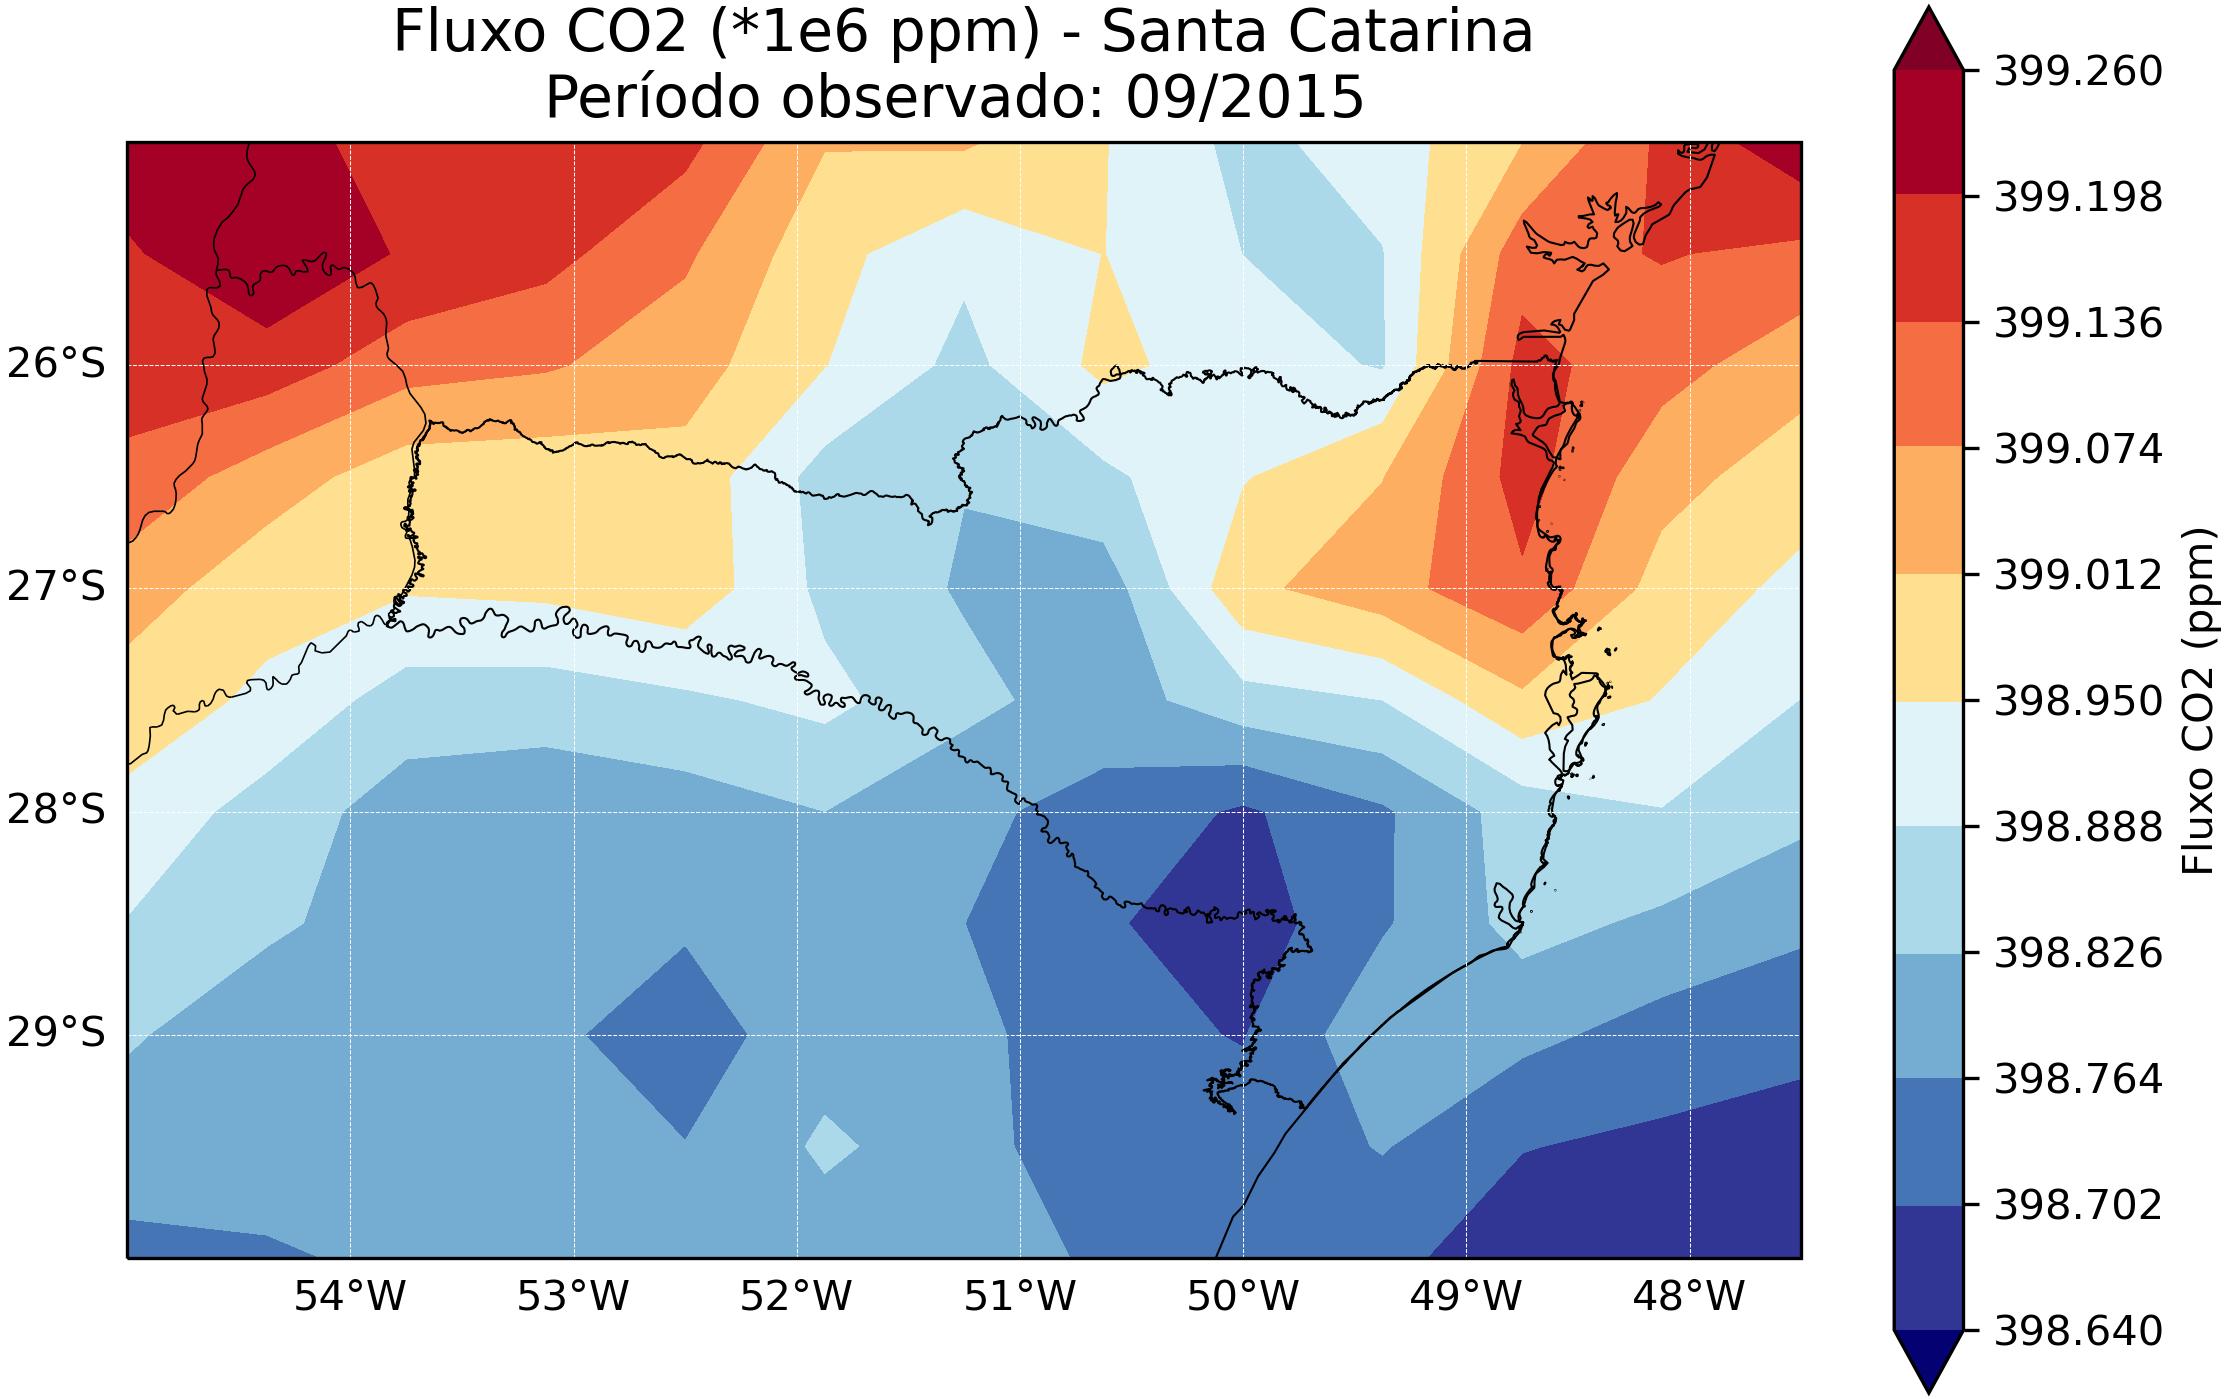 Fluxo CO2 (*1e6 ppm) - Santa Catarina
Período observado: 09/2015
26°S
27°S
28°S
29°S
54°W
53°W
52°W
51°W
50°W
49°W
48°W
399.260
399.198
399.136
399.074
399.012
398.950
398.888
398.826
398.764
398.702
398.640
Fluxo CO2 (ppm)